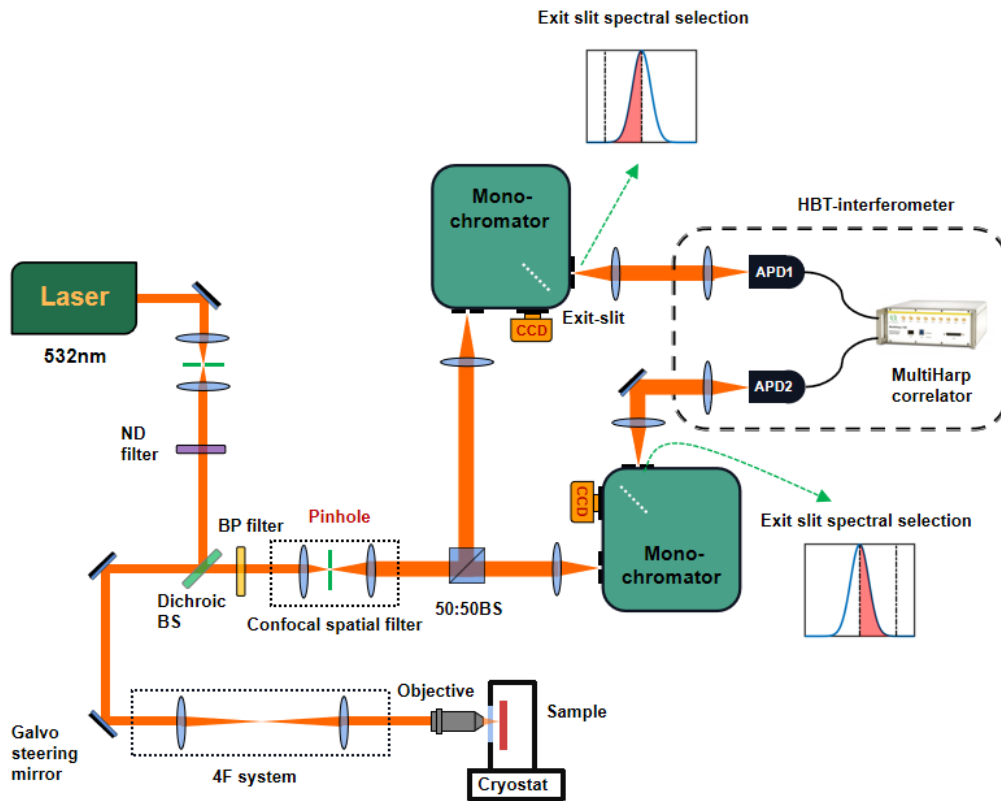 Exit slit spectral selection
Mono-
chromator
HBT-interferometer
APD1
Laser
CCD
Exit-slit
532nm
MultiHarp
correlator
APD2
ND
filter
CCD
BP filter
Pinhole
Exit slit spectral selection
Mono-
chromator
Dichroic
BS
50:50BS
Confocal spatial filter
Objective
Sample
Galvo
steering
mirror
4F system
Cryostat